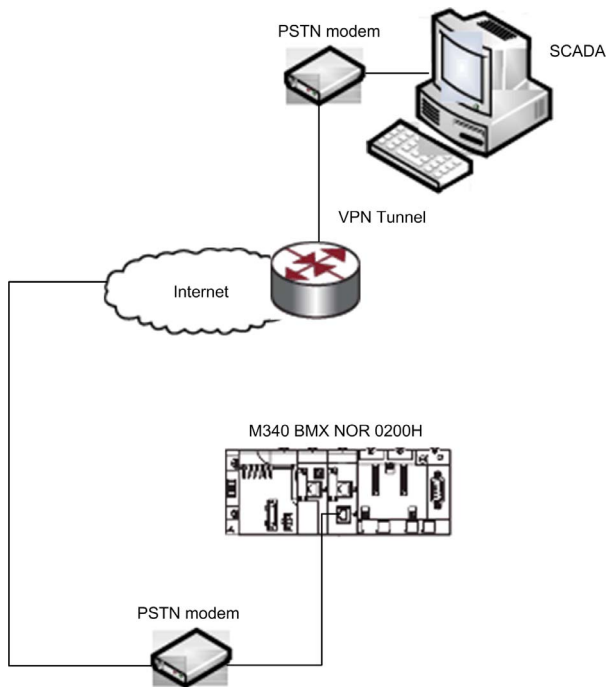 PSTN modem
SCADA
VPN Tunnel
Internet
M340 BMX NOR 0200H
PSTN modem